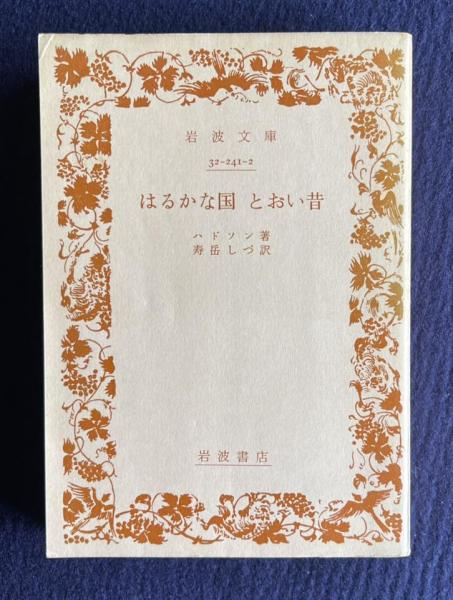 岩波文庫
32-241-2
はるかな国 とおい昔
ハドソン著
寿岳しづ訳
岩波書店